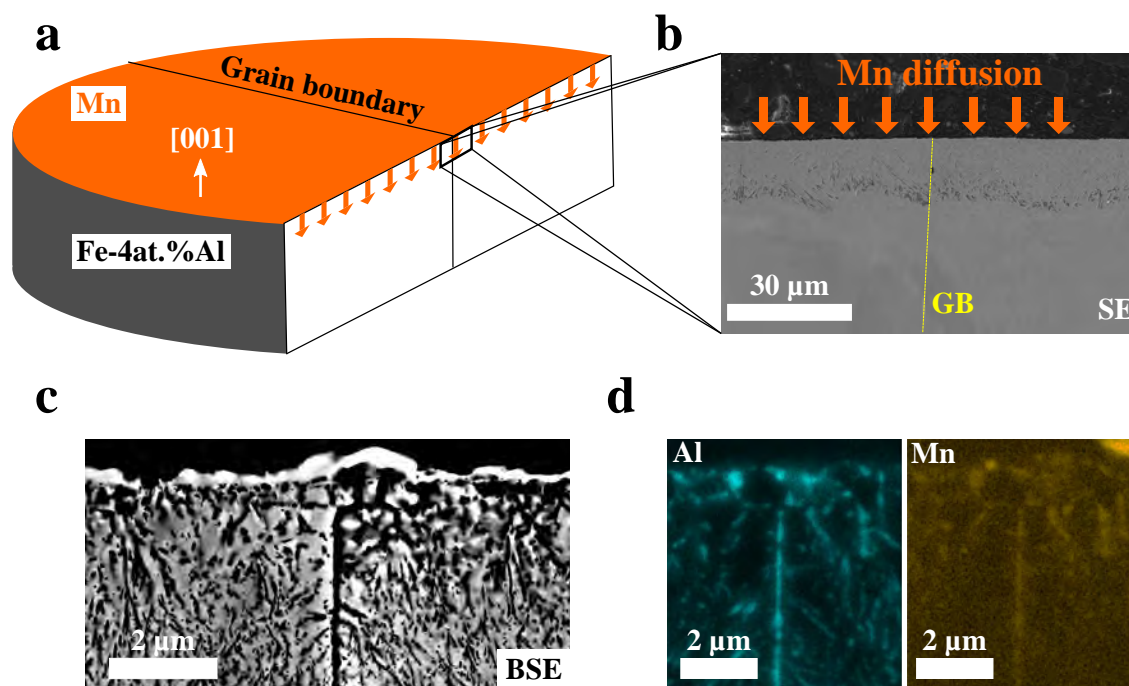 a
Mn
Grain boundary
[001]
Fe-4at.%Al
b
Mn diffusion
30 µm
GB
SE
c
2 µm
BSE
d
Al
2 µm
Mn
2 µm